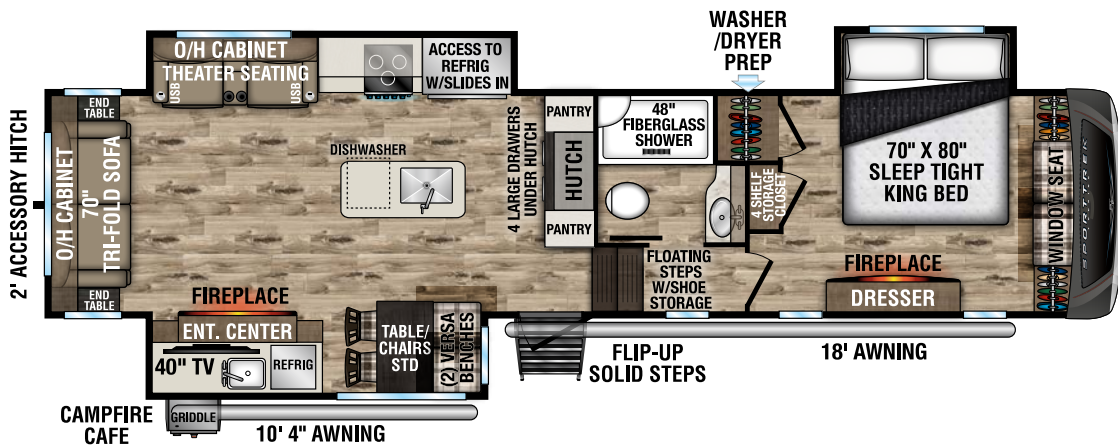 WASHER
/DRYER
PREP
O/H CABINET
THEATER SEATING
USB
USB
ACCESS TO
REFRIG
W/SLIDES IN
2' ACCESSORY HITCH
END
TABLE
O/H CABINET
70"
TRI-FOLD SOFA
END
TABLE
DISHWASHER
4 LARGE DRAWERS
UNDER HUTCH
PANTRY
HUTCH
PANTRY
48"
FIBERGLASS
SHOWER
4 SHELF
STORAGE
CLOSET
FLOATING
STEPS
W/SHOE
STORAGE
70" X 80"
SLEEP TIGHT
KING BED
WINDOW SEAT
SPORTTREK
FIREPLACE
DRESSER
FIREPLACE
ENT. CENTER
40" TV
REFRIG
TABLE/
CHAIRS
STD
(2) VERSA
BENCHES
FLIP-UP
SOLID STEPS
18' AWNING
CAMPFIRE
CAFE
GRIDDLE
10' 4" AWNING